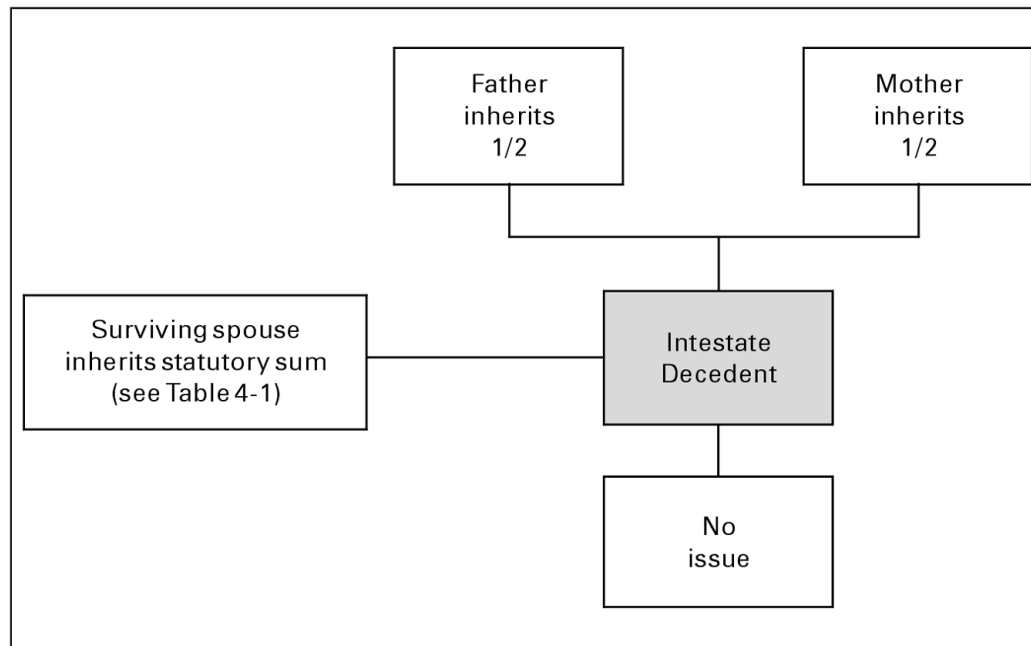 Father
inherits
1/2
Mother
inherits
1/2
Surviving spouse
inherits statutory sum
(see Table 4-1)
Intestate
Decedent
No
issue